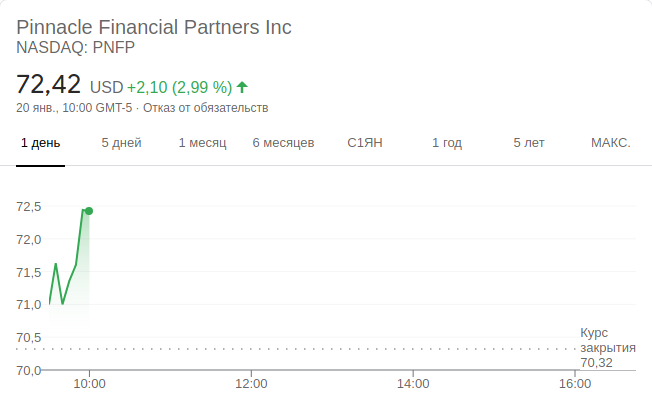 Pinnacle Financial Partners Inc
NASDAQ: PNFP
72,42 USD +2,10 (2,99 %)
20 янв., 10:00 GMT-5 · Отказ от обязательств
1 день 5 дней 1 месяц 6 месяцев С1ЯН 1 год 5 лет МАКС.
72,5
72,0
71,5
71,0
70,5
70,0
Курс
закрытия
70,32
10:00 12:00 14:00 16:00